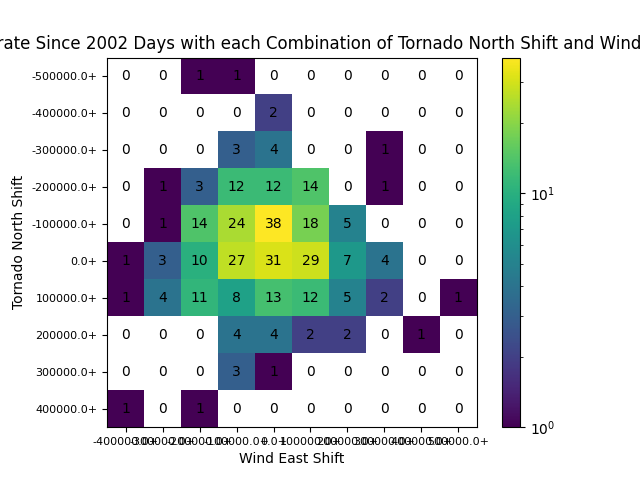 rate Since 2002 Days with each Combination of Tornado North Shift and Wind
-500000.0+ 0 0 1 1 0 0 0 0 0 0
-400000.0+ 0 0 0 0 2 0 0 0 0 0
-300000.0+ 0 0 0 3 4 0 0 1 0 0
-200000.0+ 0 1 3 12 12 14 0 1 0 0
-100000.0+ 0 1 14 24 38 18 5 0 0 0
0.0+ 1 3 10 27 31 29 7 4 0 0
100000.0+ 1 4 11 8 13 12 5 2 0 1
200000.0+ 0 0 0 4 4 2 2 0 1 0
300000.0+ 0 0 0 3 1 0 0 0 0 0
400000.0+ 1 0 1 0 0 0 0 0 0 0
Tornado North Shift
Wind East Shift
10^1
10^0